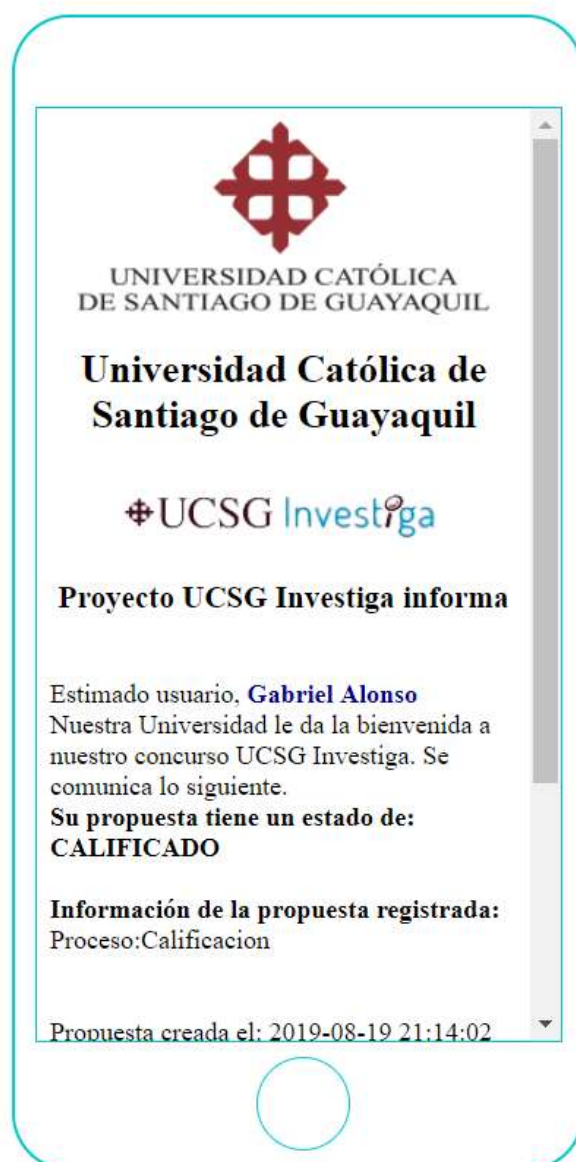 UNIVERSIDAD CATÓLICA
DE SANTIAGO DE GUAYAQUIL
Universidad Católica de
Santiago de Guayaquil
UCSG Investiga
Proyecto UCSG Investiga informa
Estimado usuario, Gabriel Alonso
Nuestra Universidad le da la bienvenida a
nuestro concurso UCSG Investiga. Se
comunica lo siguiente.
Su propuesta tiene un estado de:
CALIFICADO
Información de la propuesta registrada:
Proceso:Calificacion
Propuesta creada el: 2019-08-19 21:14:02